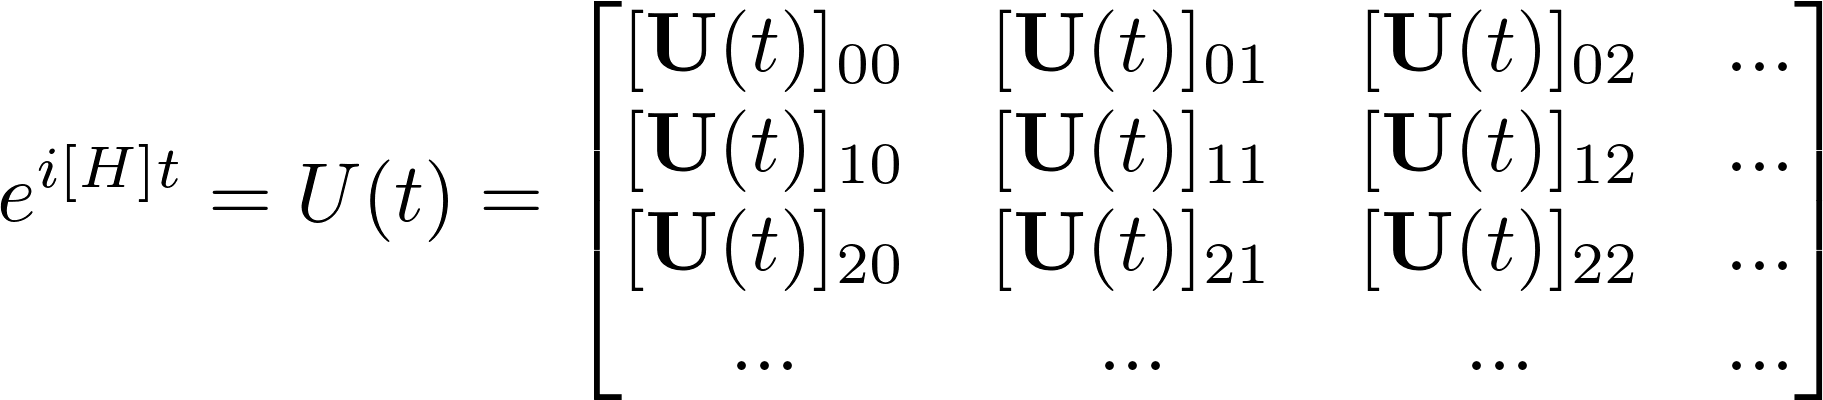 [𝐔(t)]₀₀ [𝐔(t)]₀₁ [𝐔(t)]₀₂ ...
[𝐔(t)]₁₀ [𝐔(t)]₁₁ [𝐔(t)]₁₂ ...
e^{i[H]t} = U(t) =
[𝐔(t)]₂₀ [𝐔(t)]₂₁ [𝐔(t)]₂₂ ...
... ... ... ...